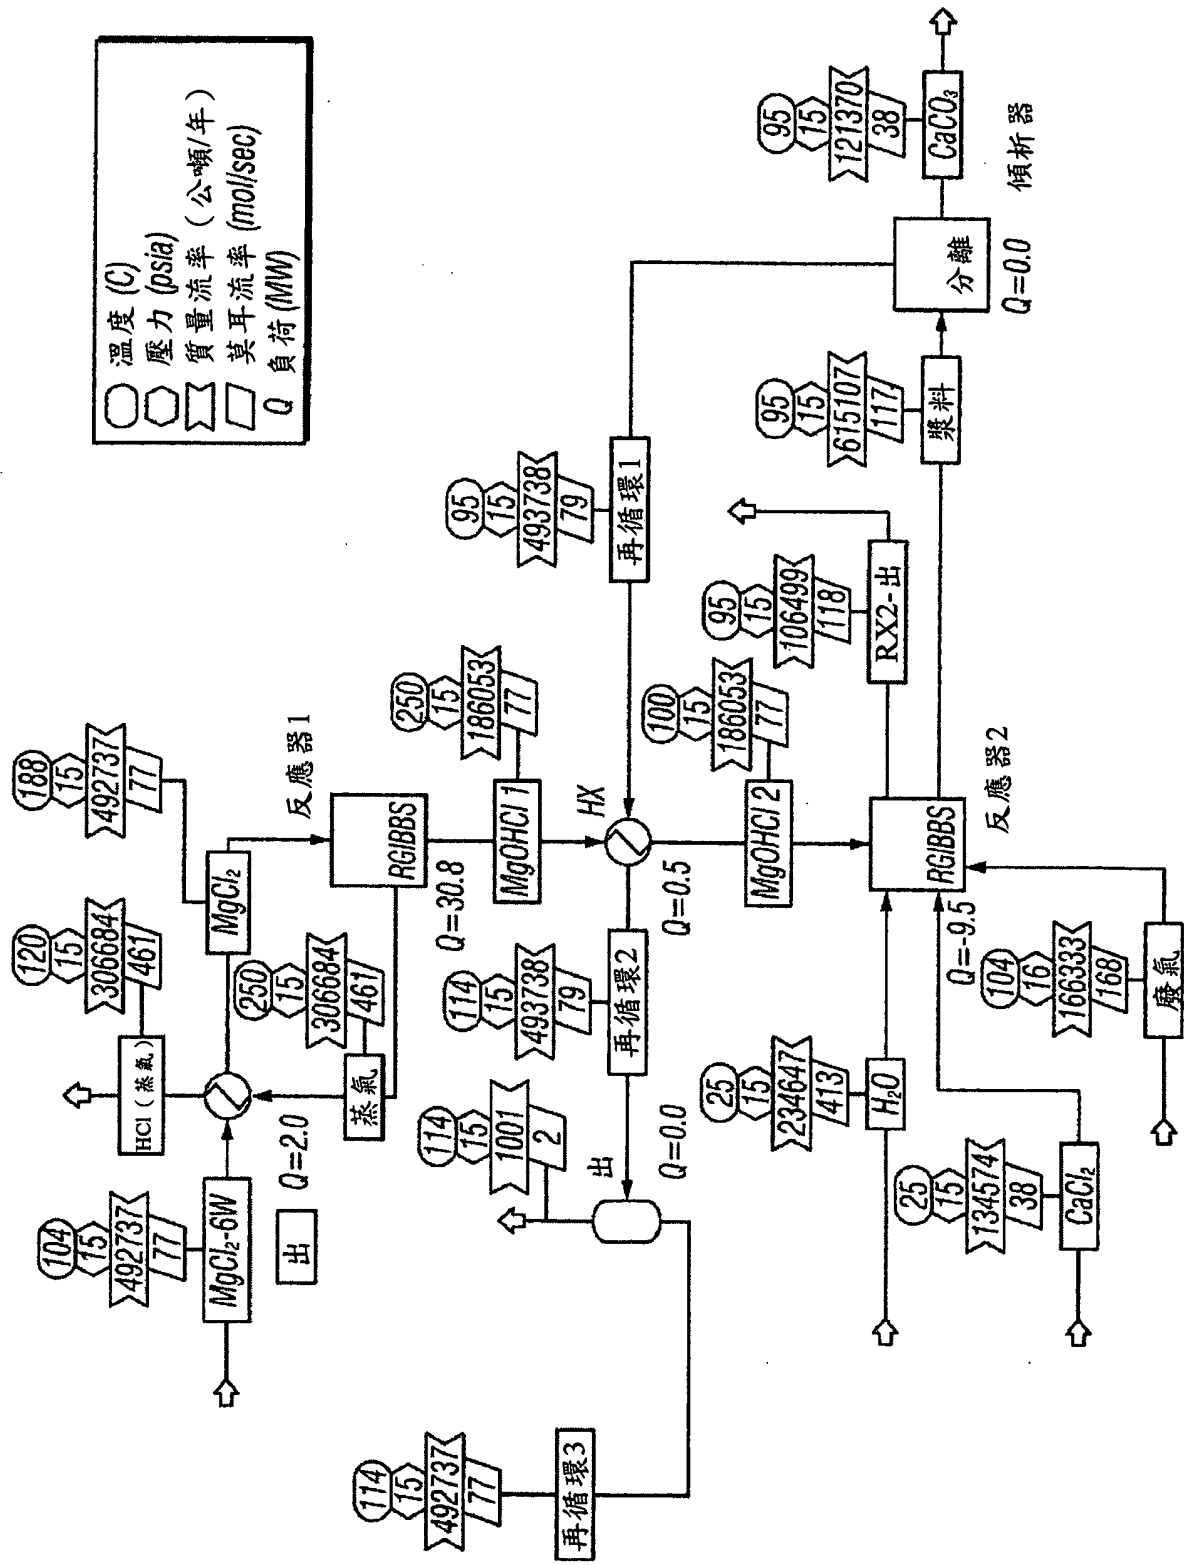 溫度 (C)
壓力 (psia)
質量流率 (公噸/年)
莫耳流率 (mol/sec)
Q 負荷 (MW)
104
15
492737
77
MgCl₂-6W
出
Q=2.0
120
15
306684
461
HCl (蒸氣)
188
15
492737
77
MgCl₂
反應器1
RGIBBS
Q=30.8
250
15
306684
461
蒸氣
250
15
186053
77
MgOHCl 1
HX
Q=0.5
95
15
493738
79
再循環1
114
15
493738
79
再循環2
114
15
1001
2
出
Q=0.0
114
15
492737
77
再循環3
100
15
186053
77
MgOHCl 2
RGIBBS
反應器2
Q=-9.5
25
15
234647
413
H₂O
25
15
134574
38
CaCl₂
104
16
166333
168
廢氣
95
15
106499
118
RX2-出
95
15
615107
117
漿料
分離
Q=0.0
傾析器
95
15
121370
38
CaCO₃